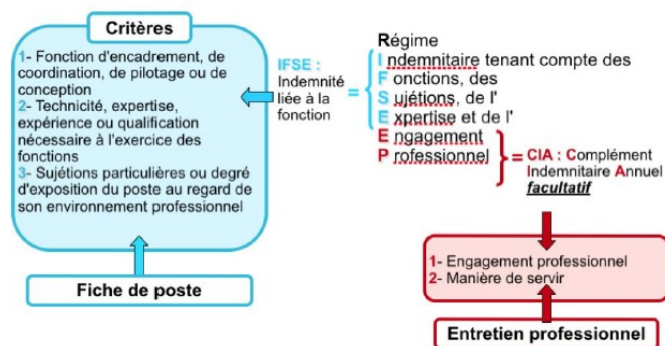 Critères
1- Fonction d'encadrement, de
coordination, de pilotage ou de
conception
2- Technicité, expertise,
expérience ou qualification
nécessaire à l'exercice des
fonctions
3- Sujétions particulières ou degré
d'exposition du poste au regard de
son environnement professionnel
Fiche de poste
IFSE :
Indemnité
liée à la
fonction
=
Régime
I ndemnitaire tenant compte des
F onctions, des
S ujétions, de l'
E xpertise et de l'
E ngagement
P rofessionnel
= CIA : Complément
Indemnitaire Annuel
facultatif
1- Engagement professionnel
2- Manière de servir
Entretien professionnel